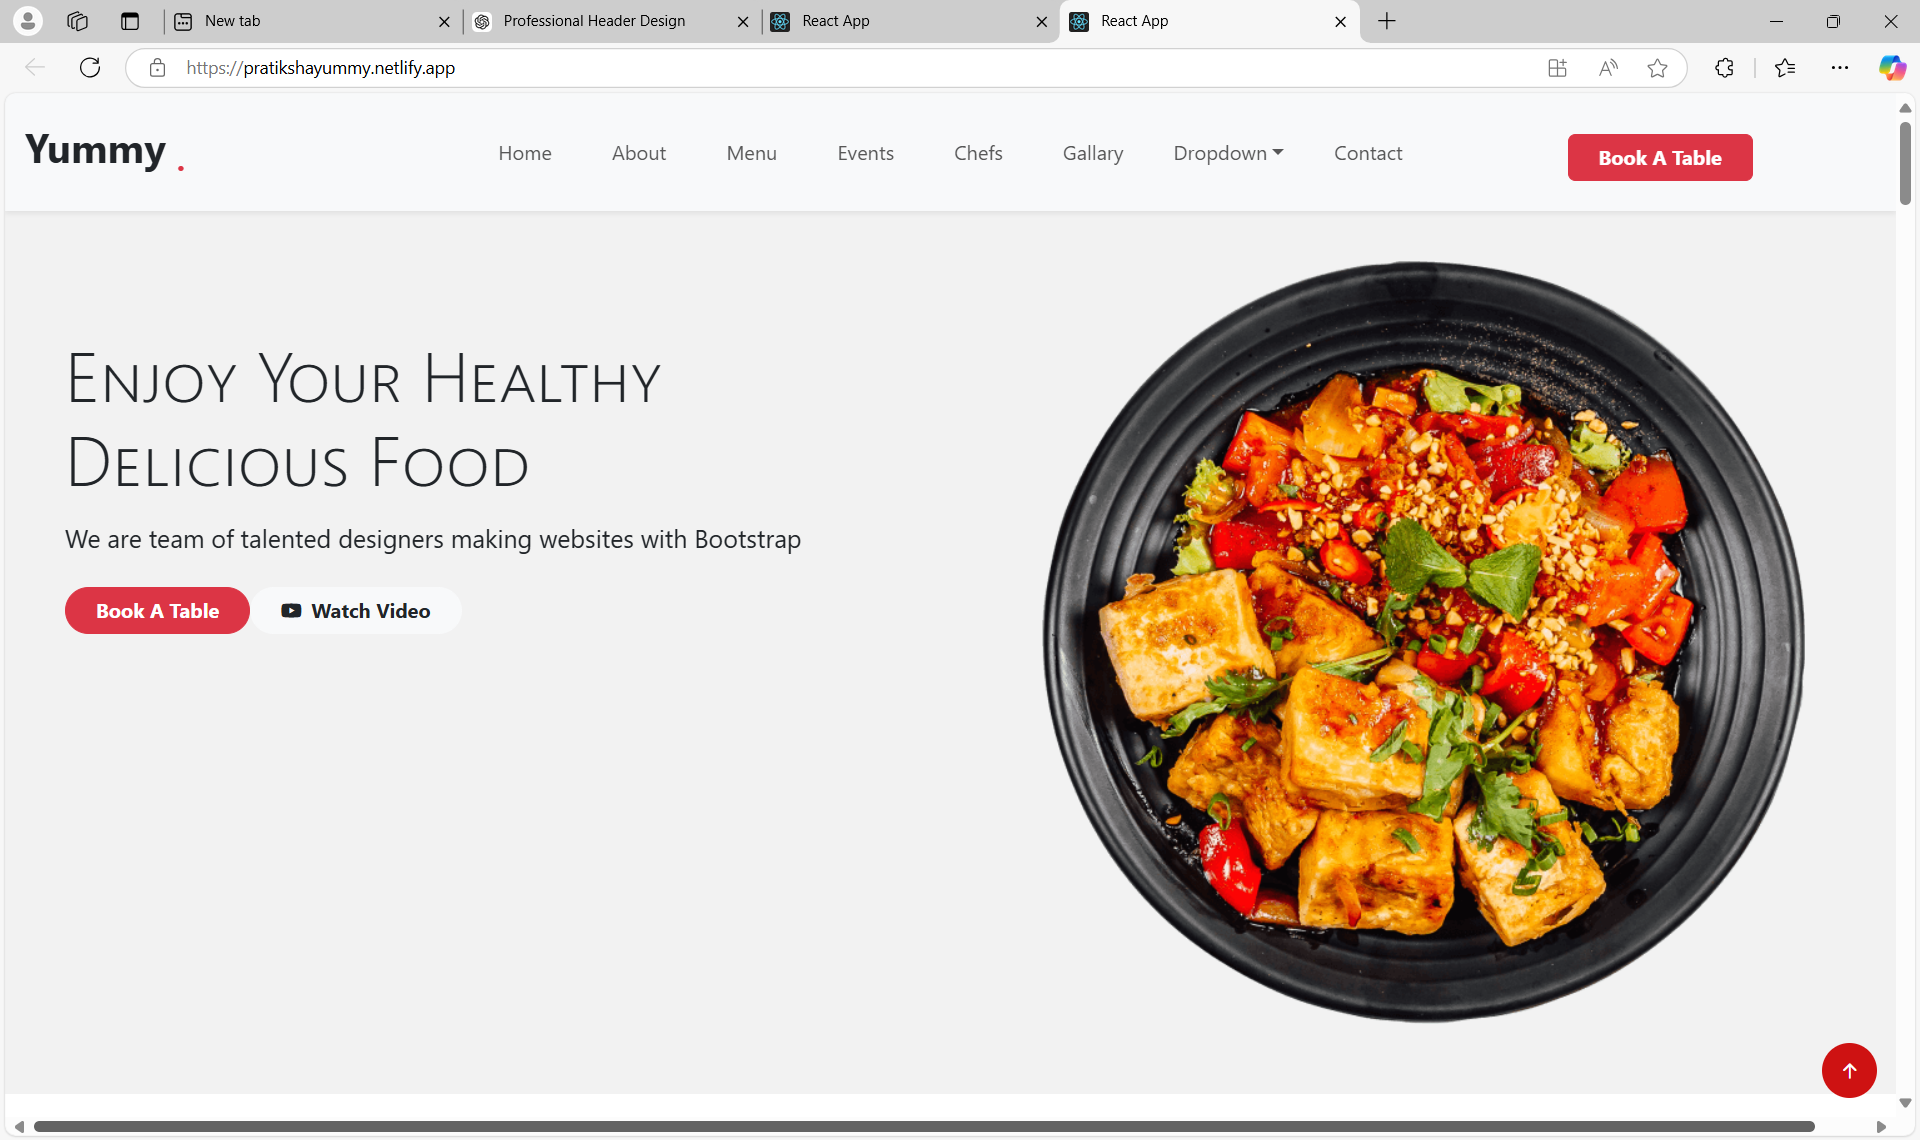 New tab
Professional Header Design
React App
React App
https://pratikshayummy.netlify.app
Yummy .
Home
About
Menu
Events
Chefs
Gallary
Dropdown
Contact
Book A Table
Enjoy Your Healthy
Delicious Food
We are team of talented designers making websites with Bootstrap
Book A Table
Watch Video